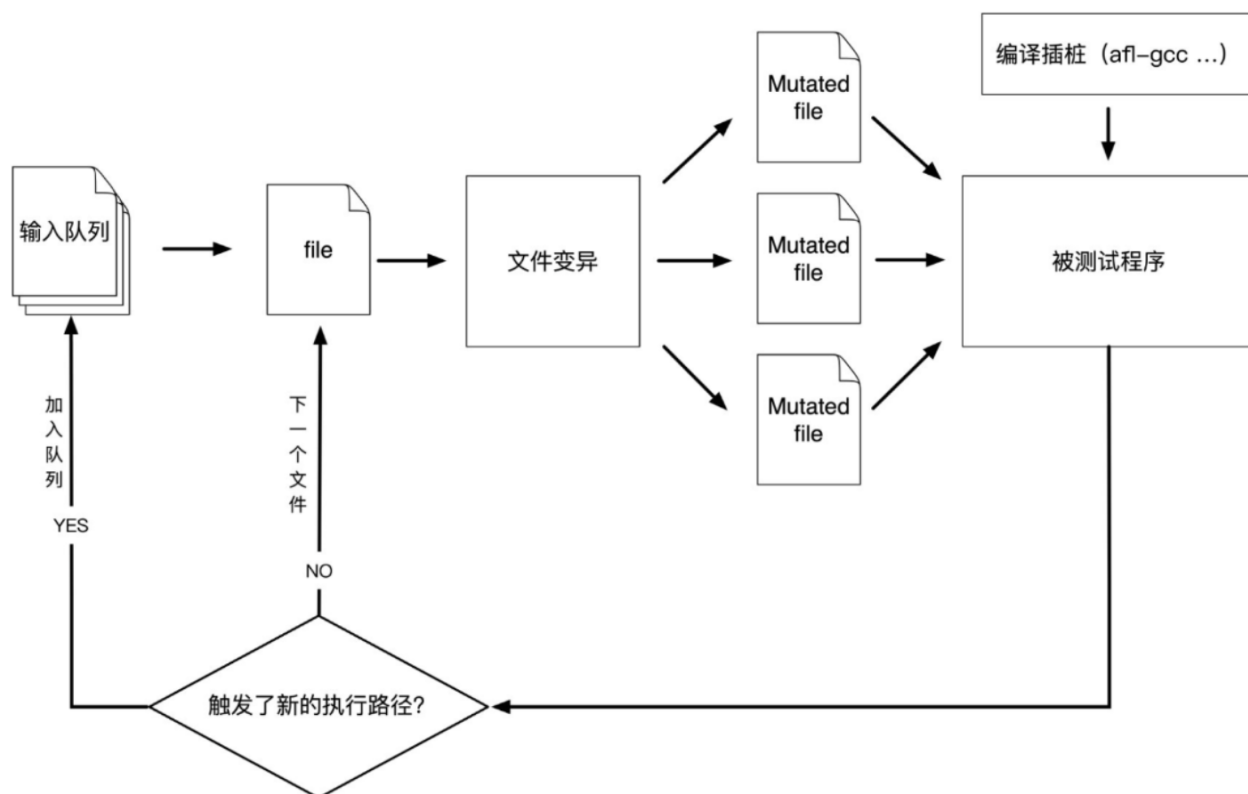 编译插桩（afl-gcc ...）
Mutated
file
输入队列
file
文件变异
Mutated
file
被测试程序
Mutated
file
加入队列
下一个文件
YES
NO
触发了新的执行路径?